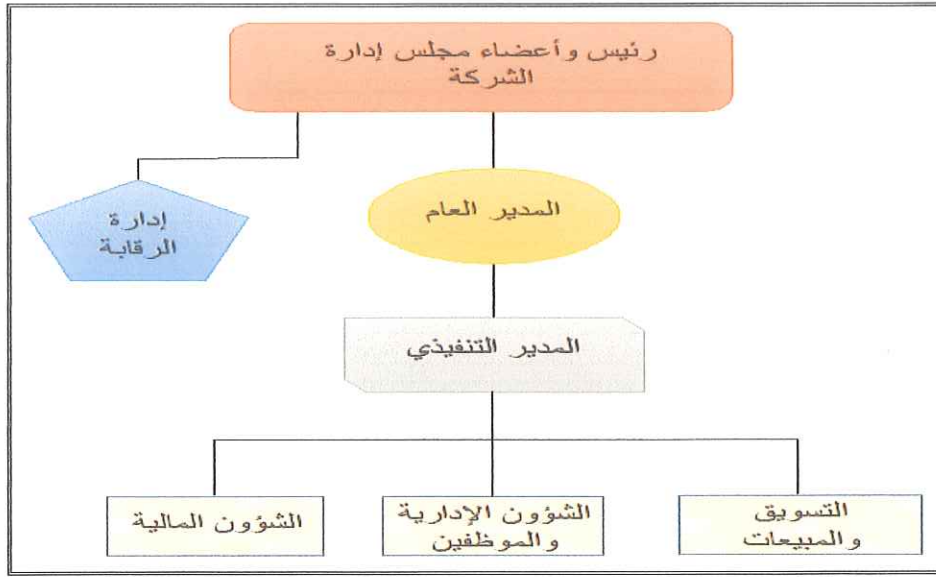 رئيس وأعضاء مجلس إدارة
الشركة
المدير العام
إدارة
الرقابة
المدير التنفيذي
التسويق
والمبيعات
الشؤون الإدارية
والموظفين
الشؤون المالية